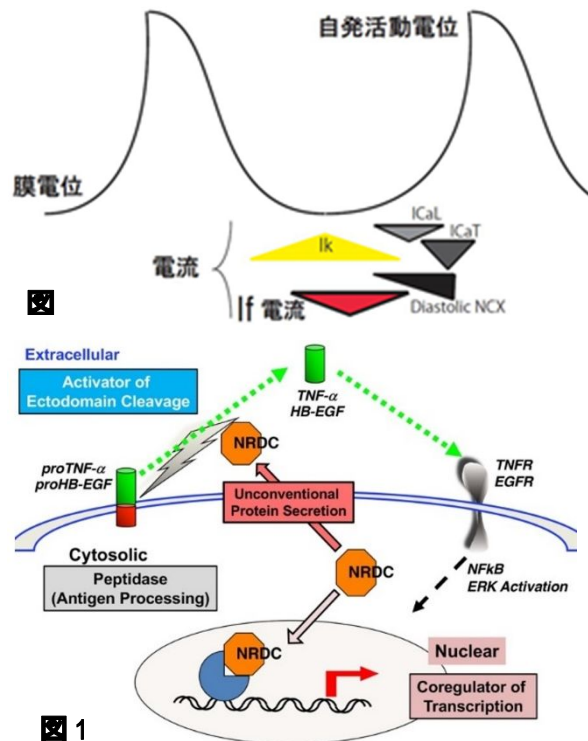 自発活動電位
膜電位
ICaL
ICaT
Ik
電流
If 電流
Diastolic NCX
図
Extracellular
Activator of
Ectodomain Cleavage
TNF-α
HB-EGF
NRDC
proTNF-α
proHB-EGF
TNFR
EGFR
Unconventional
Protein Secretion
Cytosolic
Peptidase
(Antigen Processing)
NRDC
NFkB
ERK Activation
NRDC
Nuclear
Coregulator of
Transcription
図 1